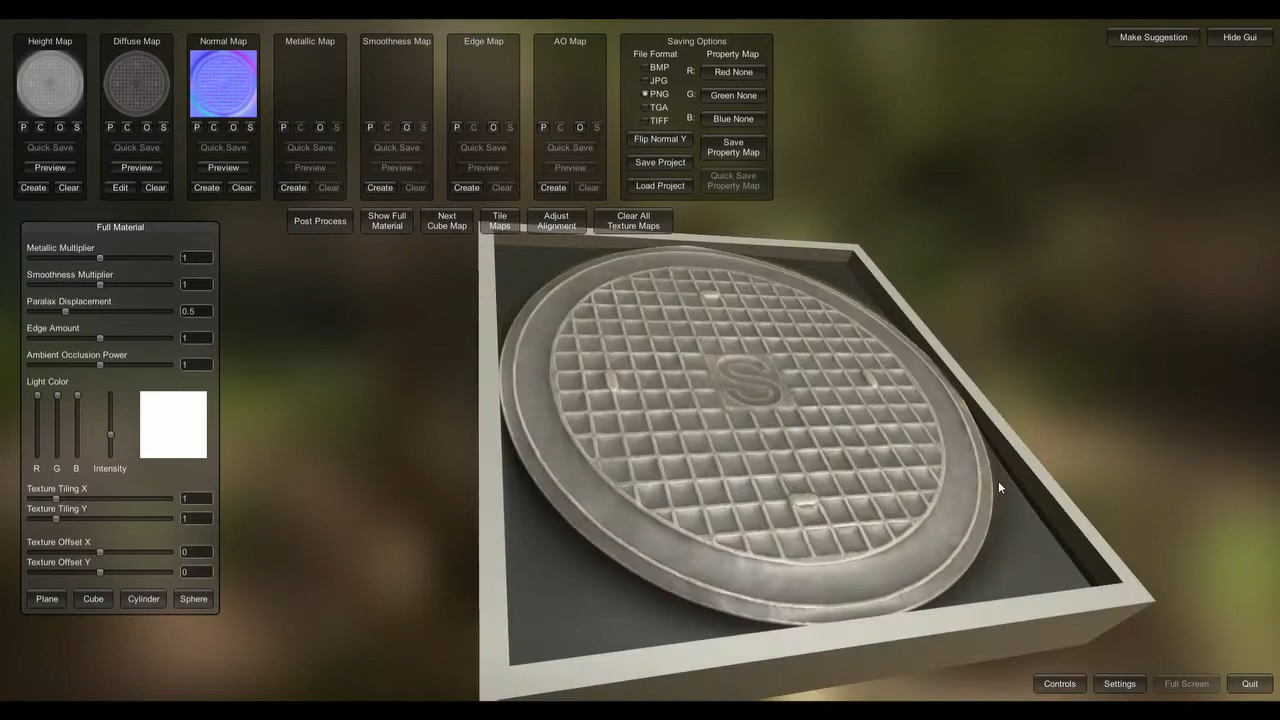 Height Map
Diffuse Map
Normal Map
Metallic Map
Smoothness Map
Edge Map
AO Map
Saving Options
Make Suggestion
Hide Gui
File Format
Property Map
BMP
JPG
PNG
TGA
TIFF
R: Red None
G: Green None
B: Blue None
P C O S
P C O S
P C O S
P C O S
P C O S
P C O S
P C O S
Flip Normal Y
Save
Property Map
Quick Save
Quick Save
Quick Save
Quick Save
Quick Save
Quick Save
Quick Save
Save Project
Preview
Preview
Preview
Preview
Preview
Preview
Preview
Quick Save
Property Map
Load Project
Create Clear
Edit Clear
Create Clear
Create Clear
Create Clear
Create Clear
Create Clear
Post Process
Show Full
Material
Next
Cube Map
Tile
Maps
Adjust
Alignment
Clear All
Texture Maps
Full Material
Metallic Multiplier
1
Smoothness Multiplier
1
Paralax Displacement
0.5
Edge Amount
1
Ambient Occlusion Power
1
Light Color
R G B Intensity
Texture Tiling X
1
Texture Tiling Y
1
Texture Offset X
0
Texture Offset Y
0
Plane Cube Cylinder Sphere
S
Controls Settings Full Screen Quit